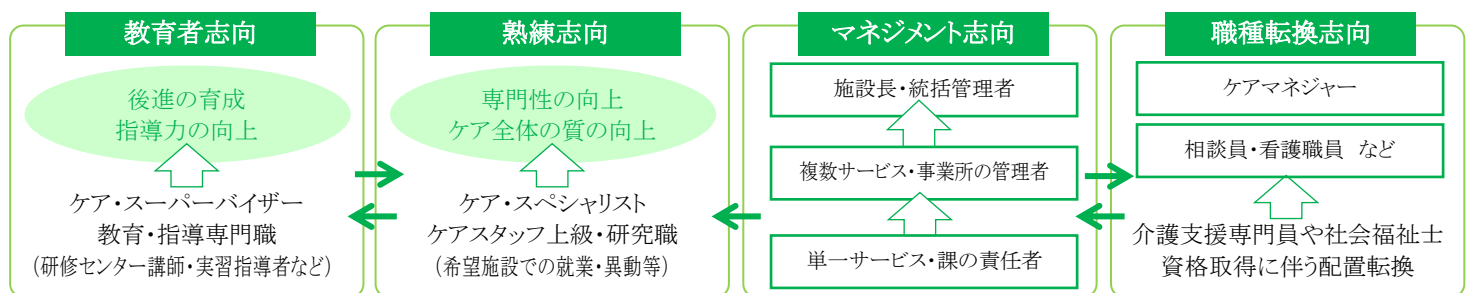 教育者志向
後進の育成
指導力の向上
ケア・スーパーバイザー
教育・指導専門職
(研修センター講師・実習指導者など)
熟練志向
専門性の向上
ケア全体の質の向上
ケア・スペシャリスト
ケアスタッフ上級・研究職
(希望施設での就業・異動等)
マネジメント志向
施設長・統括管理者
複数サービス・事業所の管理者
単一サービス・課の責任者
職種転換志向
ケアマネジャー
相談員・看護職員 など
介護支援専門員や社会福祉士
資格取得に伴う配置転換